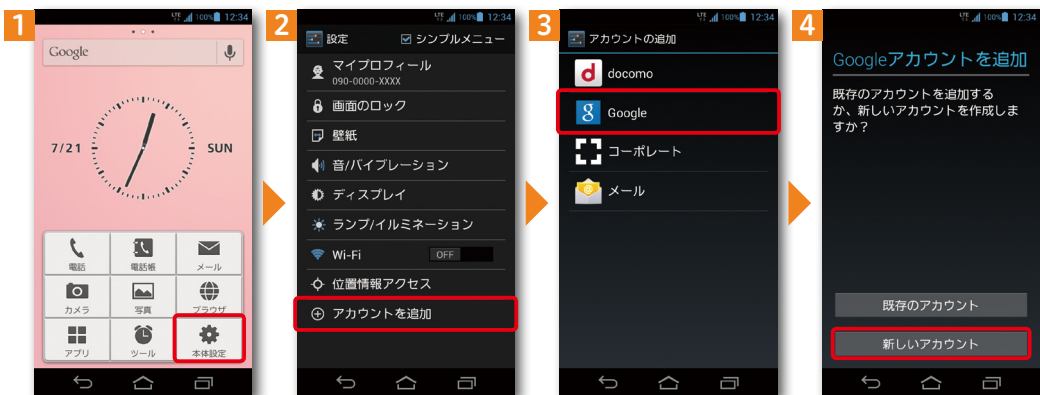 1
LTE 100% 12:34
Google
7/21
SUN
電話
電話帳
メール
カメラ
写真
ブラウザ
アプリ
ツール
本体設定
2
LTE 100% 12:34
設定
シンプルメニュー
マイプロフィール
090-0000-XXXX
画面のロック
壁紙
音/バイブレーション
ディスプレイ
ランプ/イルミネーション
Wi-Fi
OFF
位置情報アクセス
アカウントを追加
3
LTE 100% 12:34
アカウントの追加
docomo
Google
コーポレート
メール
4
LTE 100% 12:34
Googleアカウントを追加
既存のアカウントを追加する
か、新しいアカウントを作成しま
すか？
既存のアカウント
新しいアカウント